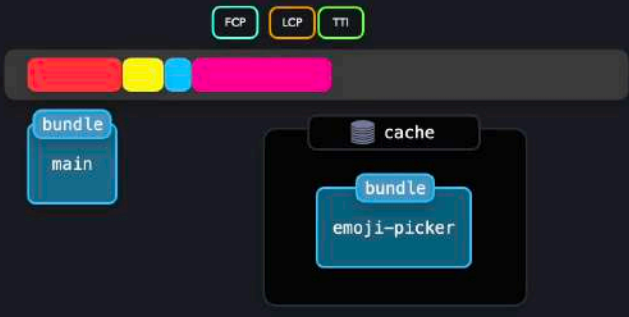 FCP LCP TTI
bundle
main
cache
bundle
emoji-picker